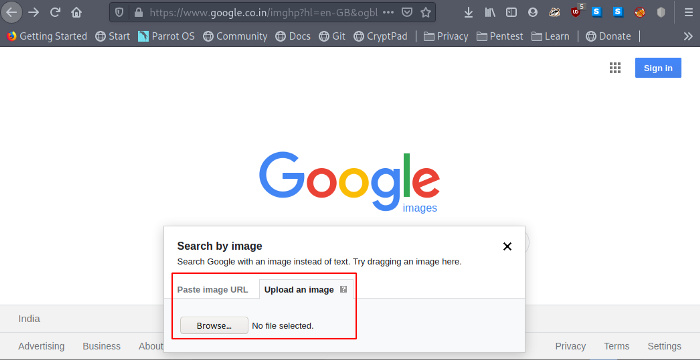 https://www.google.co.in/imghp?hl=en-GB&ogbl
Getting Started Start Parrot OS Community Docs Git CryptPad Privacy Pentest Learn Donate
Sign in
Google
images
Search by image
Search Google with an image instead of text. Try dragging an image here.
Paste image URL Upload an image ?
Browse... No file selected.
India
Advertising Business About Privacy Terms Settings